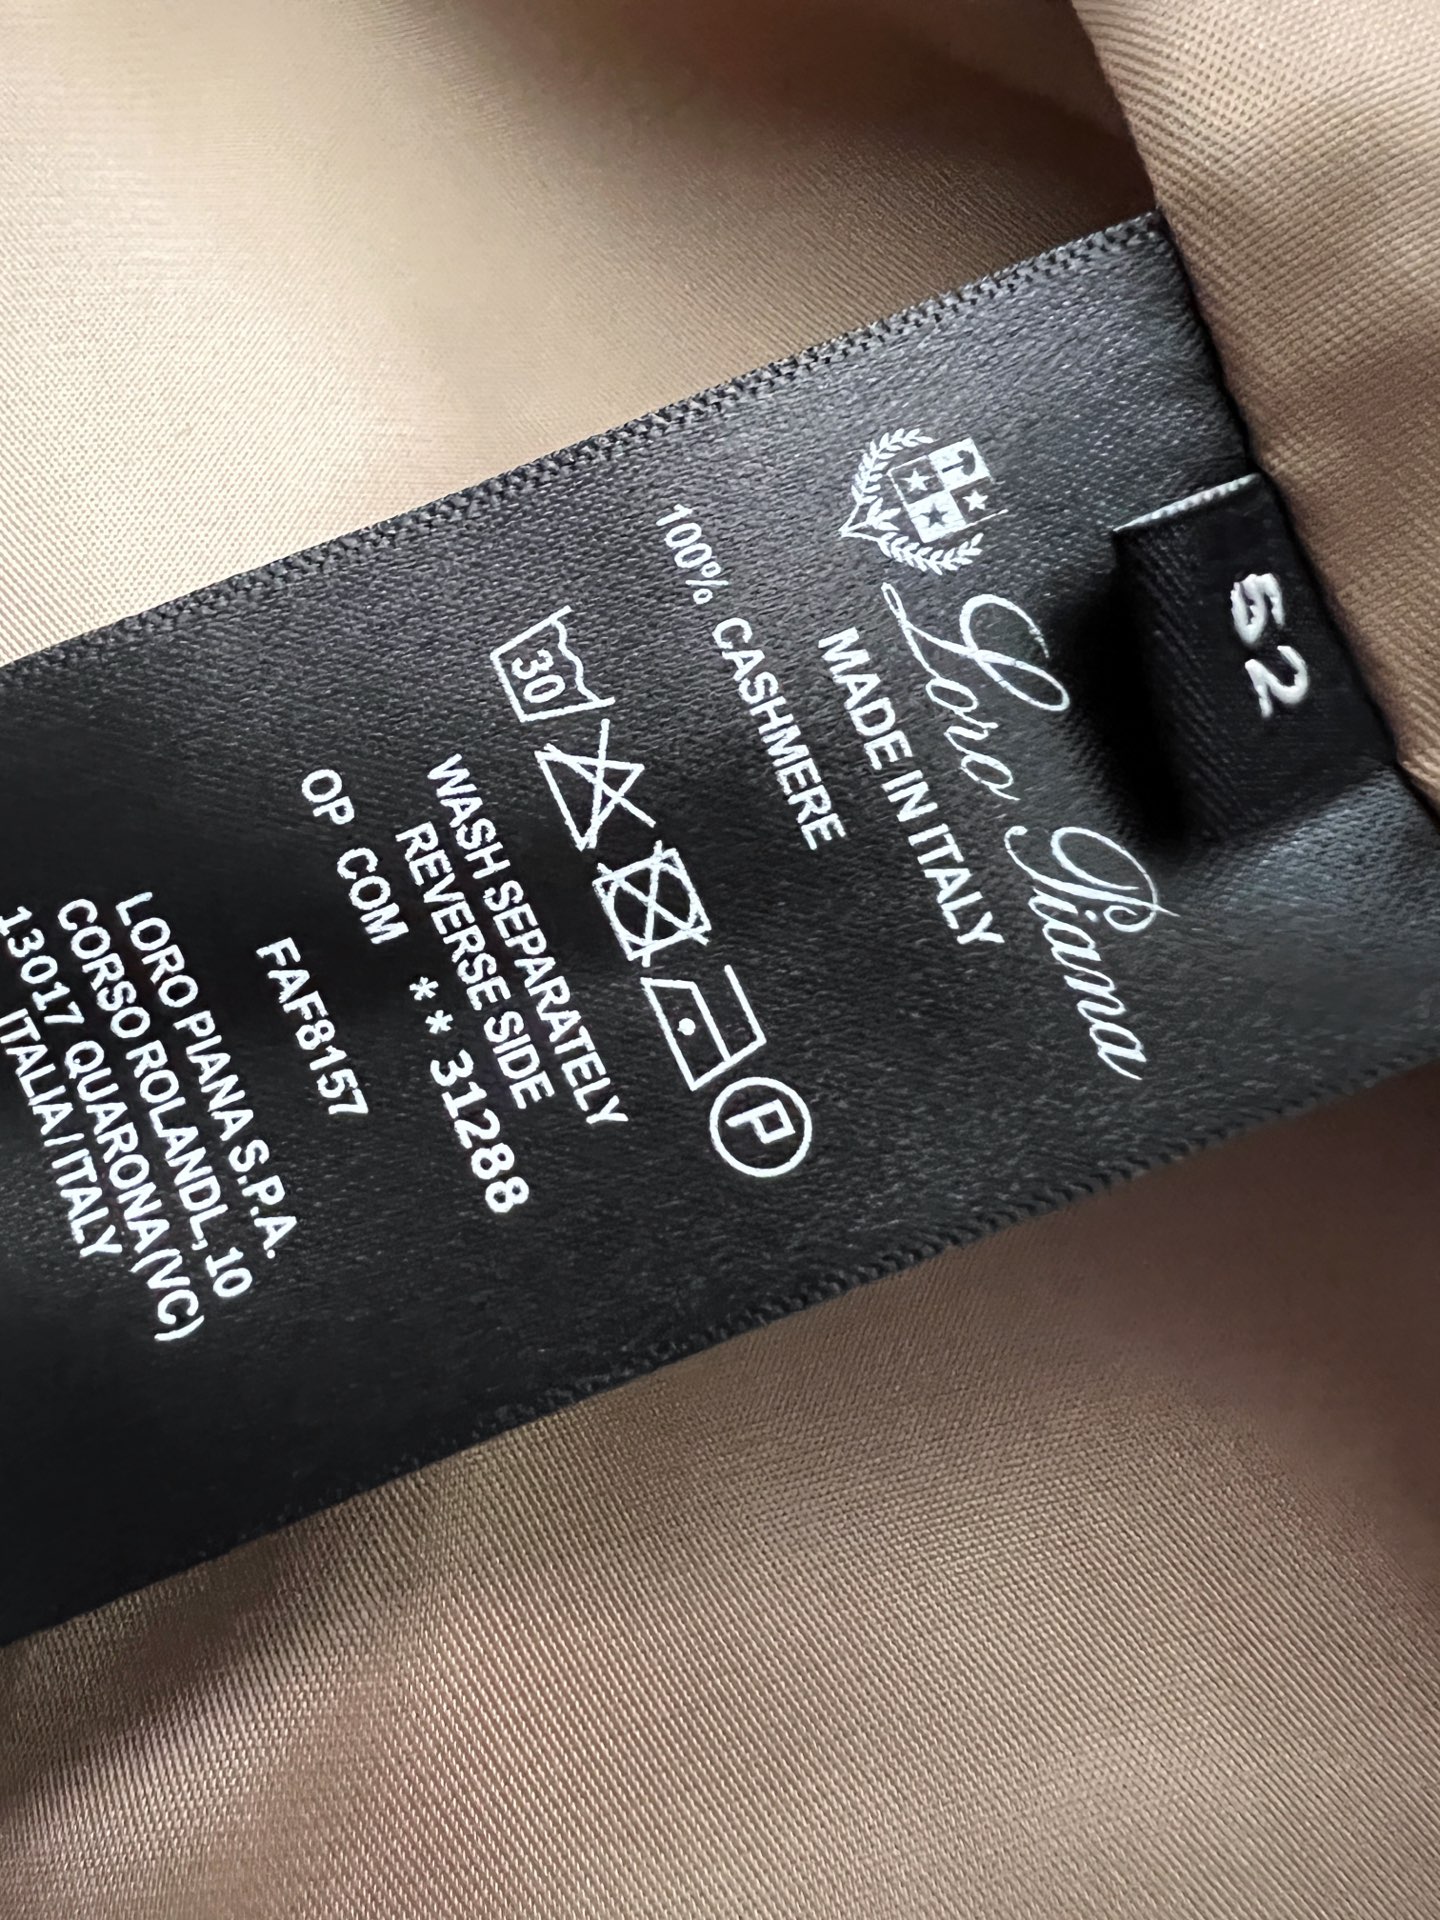 52
Loro Piana
MADE IN ITALY
100% CASHMERE
30
P
WASH SEPARATELY
REVERSE SIDE
OP COM ** 31288
FAF8157
LORO PIANA S.P.A.
CORSO ROLANDI, 10
13017 QUARONA(VC)
ITALIA/ITALY